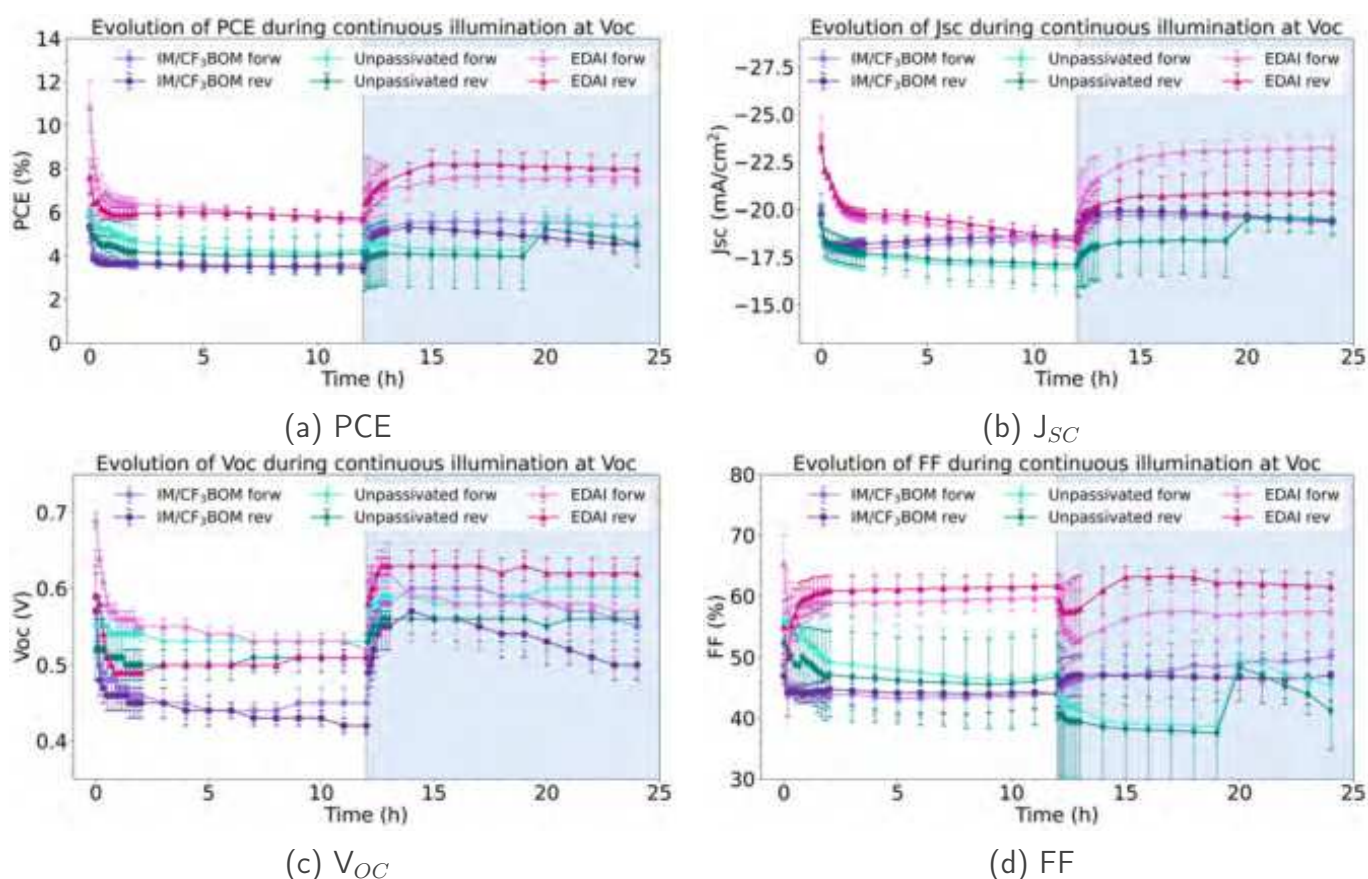 Evolution of PCE during continuous illumination at Voc
IM/CF₃BOM forw Unpassivated forw EDAI forw
IM/CF₃BOM rev Unpassivated rev EDAI rev
14
12
10
8
6
4
2
0
PCE (%)
0 5 10 15 20 25
Time (h)
(a) PCE
Evolution of Jsc during continuous illumination at Voc
IM/CF₃BOM forw Unpassivated forw EDAI forw
IM/CF₃BOM rev Unpassivated rev EDAI rev
−27.5
−25.0
−22.5
−20.0
−17.5
−15.0
Jsc (mA/cm²)
0 5 10 15 20 25
Time (h)
(b) J_SC
Evolution of Voc during continuous illumination at Voc
IM/CF₃BOM forw Unpassivated forw EDAI forw
IM/CF₃BOM rev Unpassivated rev EDAI rev
0.7
0.6
0.5
0.4
Voc (V)
0 5 10 15 20 25
Time (h)
(c) V_OC
Evolution of FF during continuous illumination at Voc
IM/CF₃BOM forw Unpassivated forw EDAI forw
IM/CF₃BOM rev Unpassivated rev EDAI rev
80
70
60
50
40
30
FF (%)
0 5 10 15 20 25
Time (h)
(d) FF